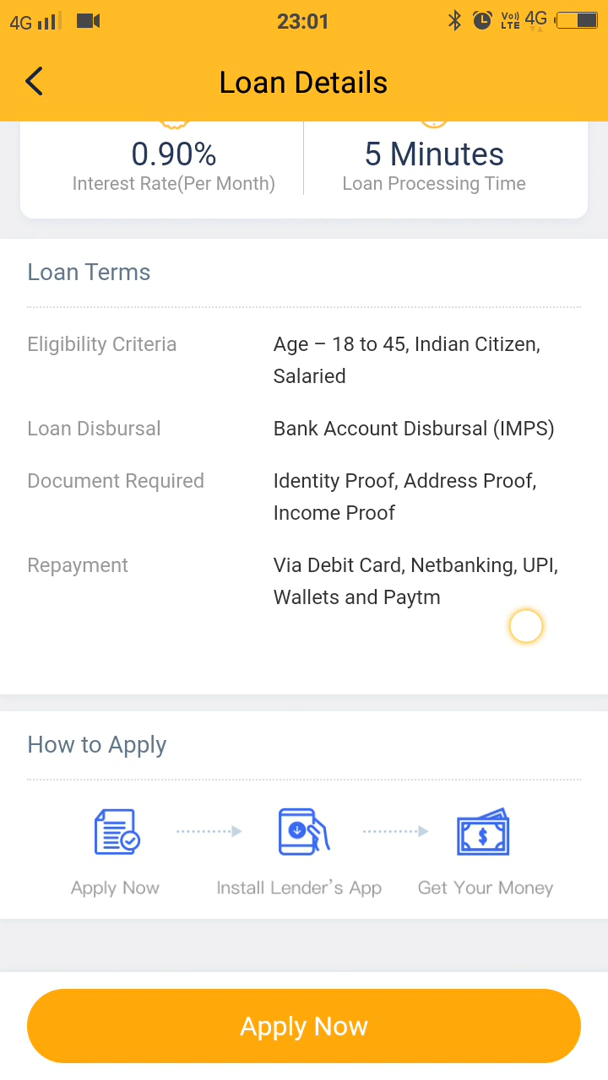 4G 23:01 Vo)) LTE 4G
Loan Details
0.90% 5 Minutes
Interest Rate(Per Month) Loan Processing Time
Loan Terms
Eligibility Criteria Age – 18 to 45, Indian Citizen,
Salaried
Loan Disbursal Bank Account Disbursal (IMPS)
Document Required Identity Proof, Address Proof,
Income Proof
Repayment Via Debit Card, Netbanking, UPI,
Wallets and Paytm
How to Apply
$
Apply Now Install Lender's App Get Your Money
Apply Now